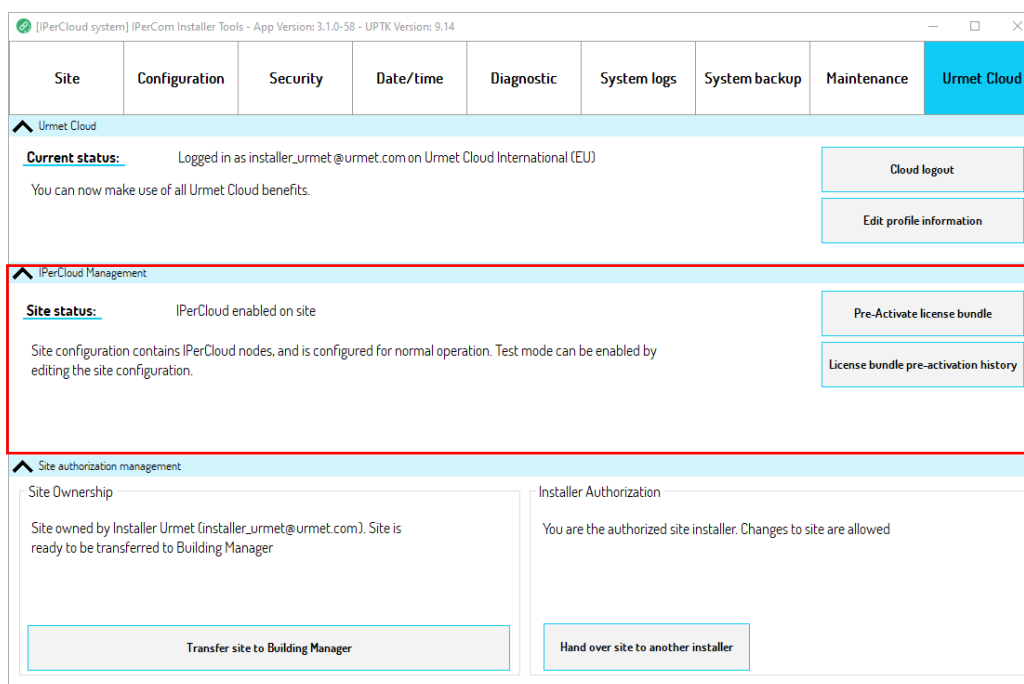 [IPerCloud system] IPerCom Installer Tools - App Version: 3.1.0-58 - UPTK Version: 9.14
Site
Configuration
Security
Date/time
Diagnostic
System logs
System backup
Maintenance
Urmet Cloud
Urmet Cloud
Current status:
Logged in as installer_urmet@urmet.com on Urmet Cloud International (EU)
Cloud logout
You can now make use of all Urmet Cloud benefits.
Edit profile information
IPerCloud Management
Site status:
IPerCloud enabled on site
Pre-Activate license bundle
Site configuration contains IPerCloud nodes, and is configured for normal operation. Test mode can be enabled by
editing the site configuration.
License bundle pre-activation history
Site authorization management
Site Ownership
Site owned by Installer Urmet (installer_urmet@urmet.com). Site is
ready to be transferred to Building Manager
Transfer site to Building Manager
Installer Authorization
You are the authorized site installer. Changes to site are allowed
Hand over site to another installer